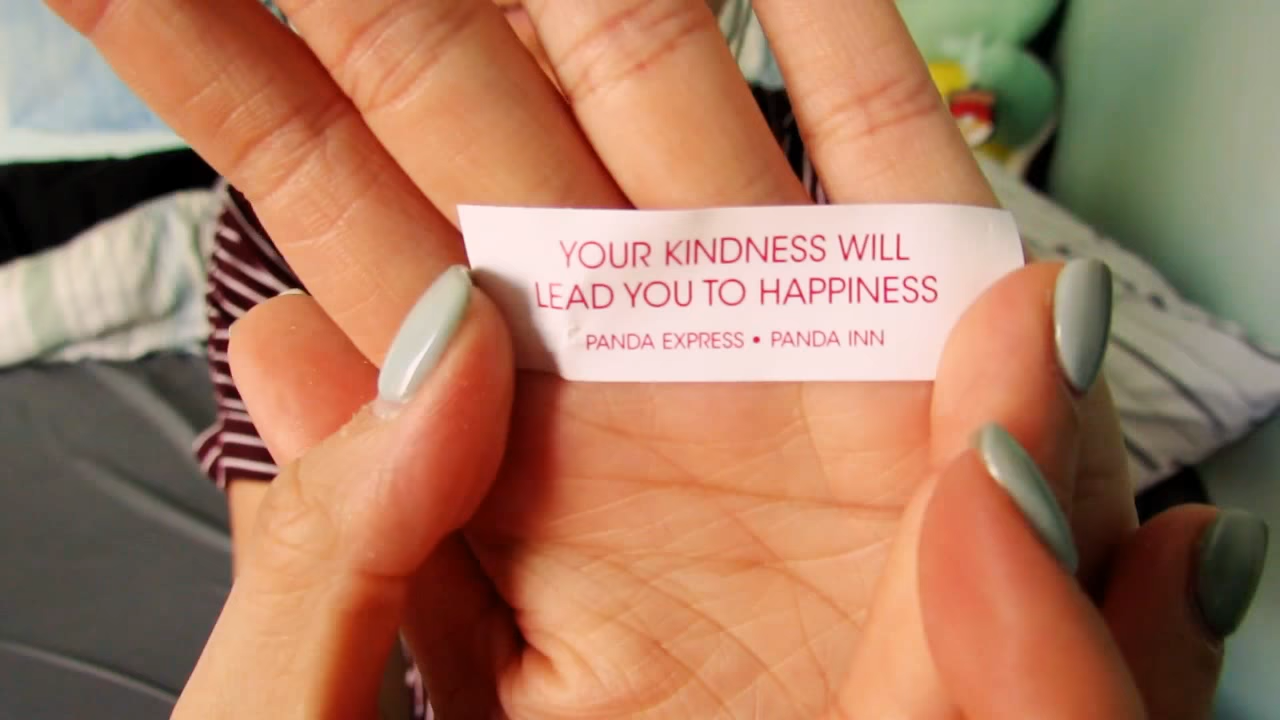 YOUR KINDNESS WILL
LEAD YOU TO HAPPINESS
PANDA EXPRESS • PANDA INN